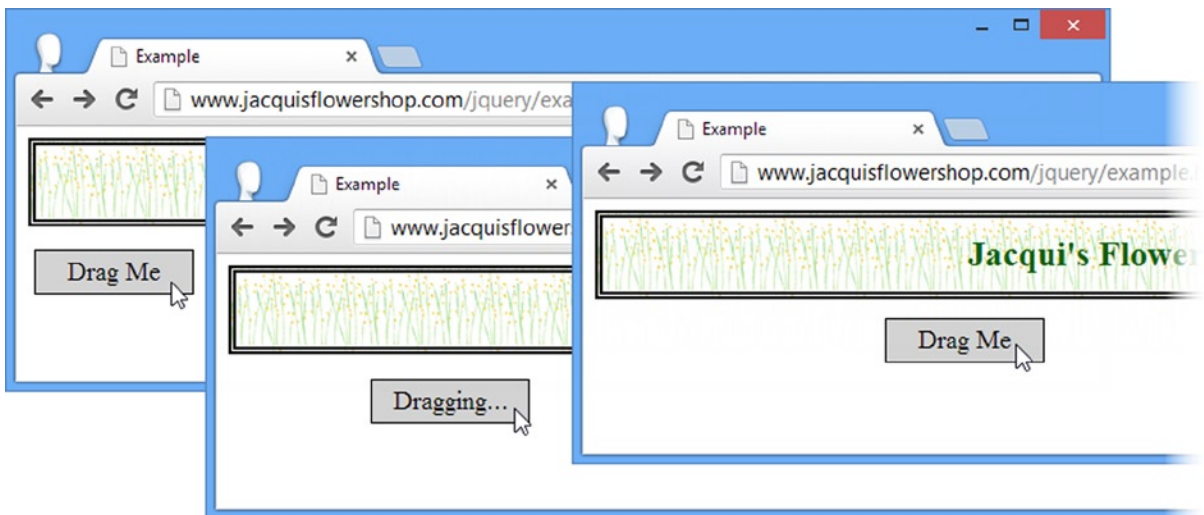 Example
www.jacquisflowershop.com/jquery/exa
Drag Me
Example
www.jacquisflower
Dragging...
Example
www.jacquisflowershop.com/jquery/example.
Jacqui's Flower
Drag Me